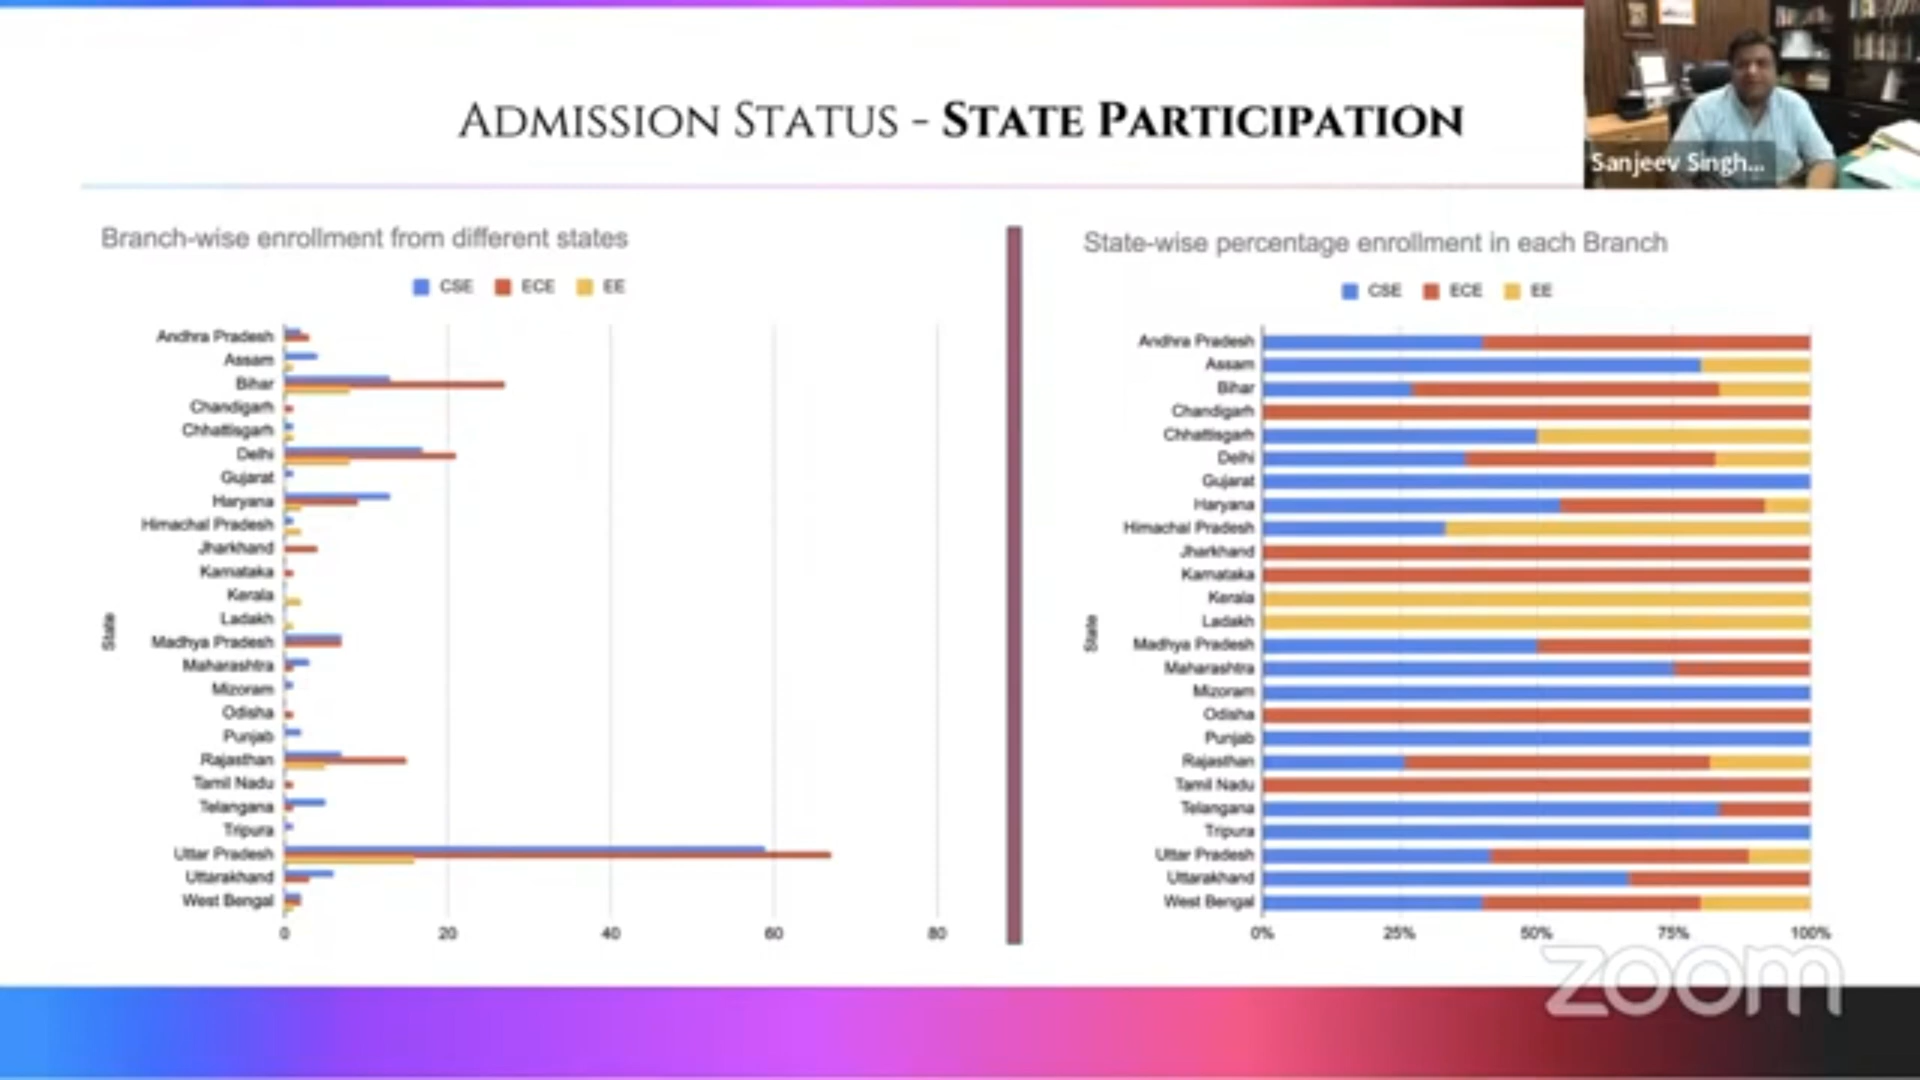 ADMISSION STATUS - STATE PARTICIPATION
Sanjeev Singh...
Branch-wise enrollment from different states
CSE ECE EE
Andhra Pradesh
Assam
Bihar
Chandigarh
Chhattisgarh
Delhi
Gujarat
Haryana
Himachal Pradesh
Jharkhand
Karnataka
Kerala
Ladakh
Madhya Pradesh
Maharashtra
Mizoram
Odisha
Punjab
Rajasthan
Tamil Nadu
Telangana
Tripura
Uttar Pradesh
Uttarakhand
West Bengal
State
0 20 40 60 80
State-wise percentage enrollment in each Branch
CSE ECE EE
Andhra Pradesh
Assam
Bihar
Chandigarh
Chhattisgarh
Delhi
Gujarat
Haryana
Himachal Pradesh
Jharkhand
Karnataka
Kerala
Ladakh
Madhya Pradesh
Maharashtra
Mizoram
Odisha
Punjab
Rajasthan
Tamil Nadu
Telangana
Tripura
Uttar Pradesh
Uttarakhand
West Bengal
State
0% 25% 50% 75% 100%
zoom